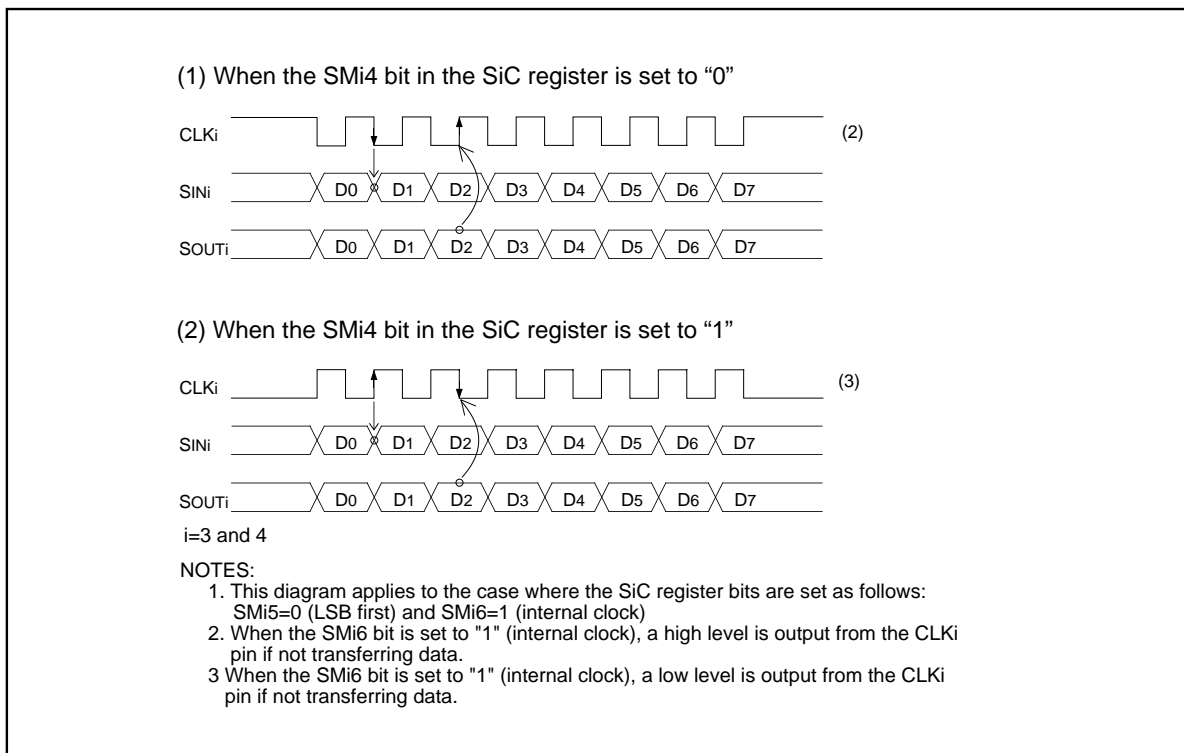 (1) When the SMi4 bit in the SiC register is set to “0”
CLKi
(2)
SINi D0 D1 D2 D3 D4 D5 D6 D7
SOUTi D0 D1 D2 D3 D4 D5 D6 D7
(2) When the SMi4 bit in the SiC register is set to “1”
CLKi
(3)
SINi D0 D1 D2 D3 D4 D5 D6 D7
SOUTi D0 D1 D2 D3 D4 D5 D6 D7
i=3 and 4
NOTES:
1. This diagram applies to the case where the SiC register bits are set as follows:
SMi5=0 (LSB first) and SMi6=1 (internal clock)
2. When the SMi6 bit is set to "1" (internal clock), a high level is output from the CLKi
pin if not transferring data.
3 When the SMi6 bit is set to "1" (internal clock), a low level is output from the CLKi
pin if not transferring data.